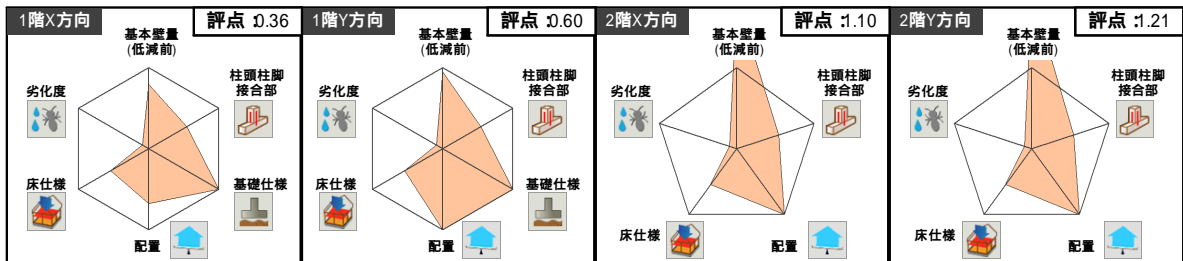 1階X方向
評点 :0.36
基本壁量
(低減前)
柱頭柱脚
接合部
基礎仕様
配置
床仕様
劣化度
1階Y方向
評点 :0.60
基本壁量
(低減前)
柱頭柱脚
接合部
基礎仕様
配置
床仕様
劣化度
2階X方向
評点 :1.10
基本壁量
(低減前)
柱頭柱脚
接合部
配置
床仕様
劣化度
2階Y方向
評点 :1.21
基本壁量
(低減前)
柱頭柱脚
接合部
配置
床仕様
劣化度